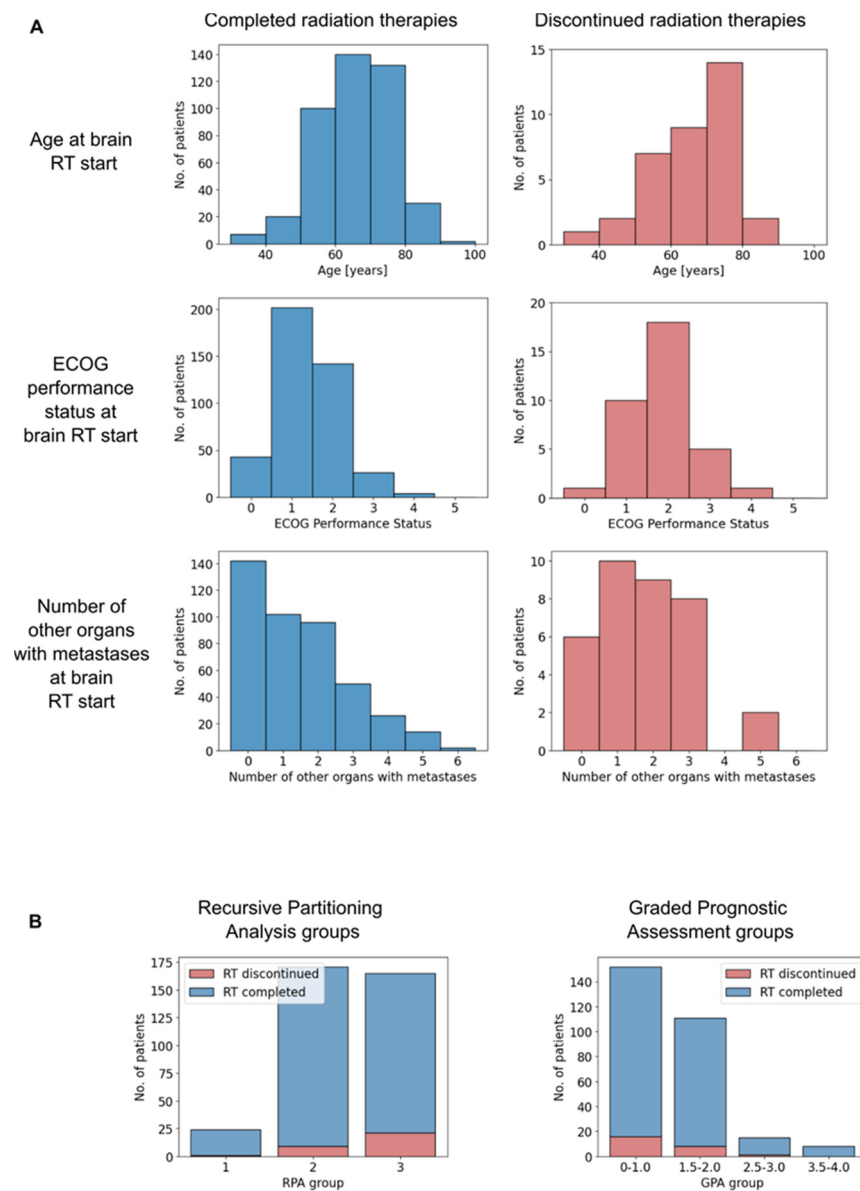 A
Completed radiation therapies
Discontinued radiation therapies
Age at brain
RT start
No. of patients
140
120
100
80
60
40
20
0
40
60
80
100
Age [years]
No. of patients
15
10
5
0
40
60
80
100
Age [years]
ECOG
performance
status at
brain RT start
No. of patients
200
150
100
50
0
0
1
2
3
4
5
ECOG Performance Status
No. of patients
20
15
10
5
0
0
1
2
3
4
5
ECOG Performance Status
Number of
other organs
with metastases
at brain
RT start
No. of patients
140
120
100
80
60
40
20
0
0
1
2
3
4
5
6
Number of other organs with metastases
No. of patients
10
8
6
4
2
0
0
1
2
3
4
5
6
Number of other organs with metastases
B
Recursive Partitioning
Analysis groups
RT discontinued
RT completed
No. of patients
175
150
125
100
75
50
25
0
1
2
3
RPA group
Graded Prognostic
Assessment groups
RT discontinued
RT completed
No. of patients
140
120
100
80
60
40
20
0
0-1.0
1.5-2.0
2.5-3.0
3.5-4.0
GPA group